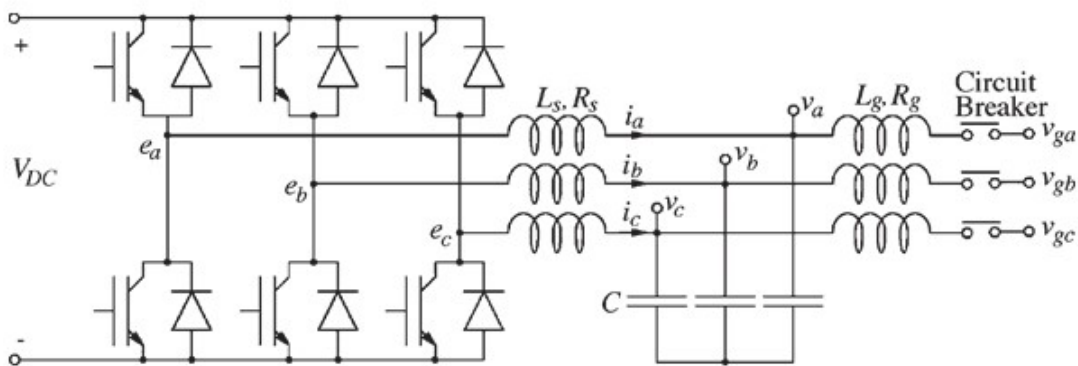 +
V_DC
-
e_a
e_b
e_c
L_s, R_s
i_a
i_b
i_c
v_a
v_b
v_c
C
L_g, R_g
Circuit
Breaker
v_ga
v_gb
v_gc